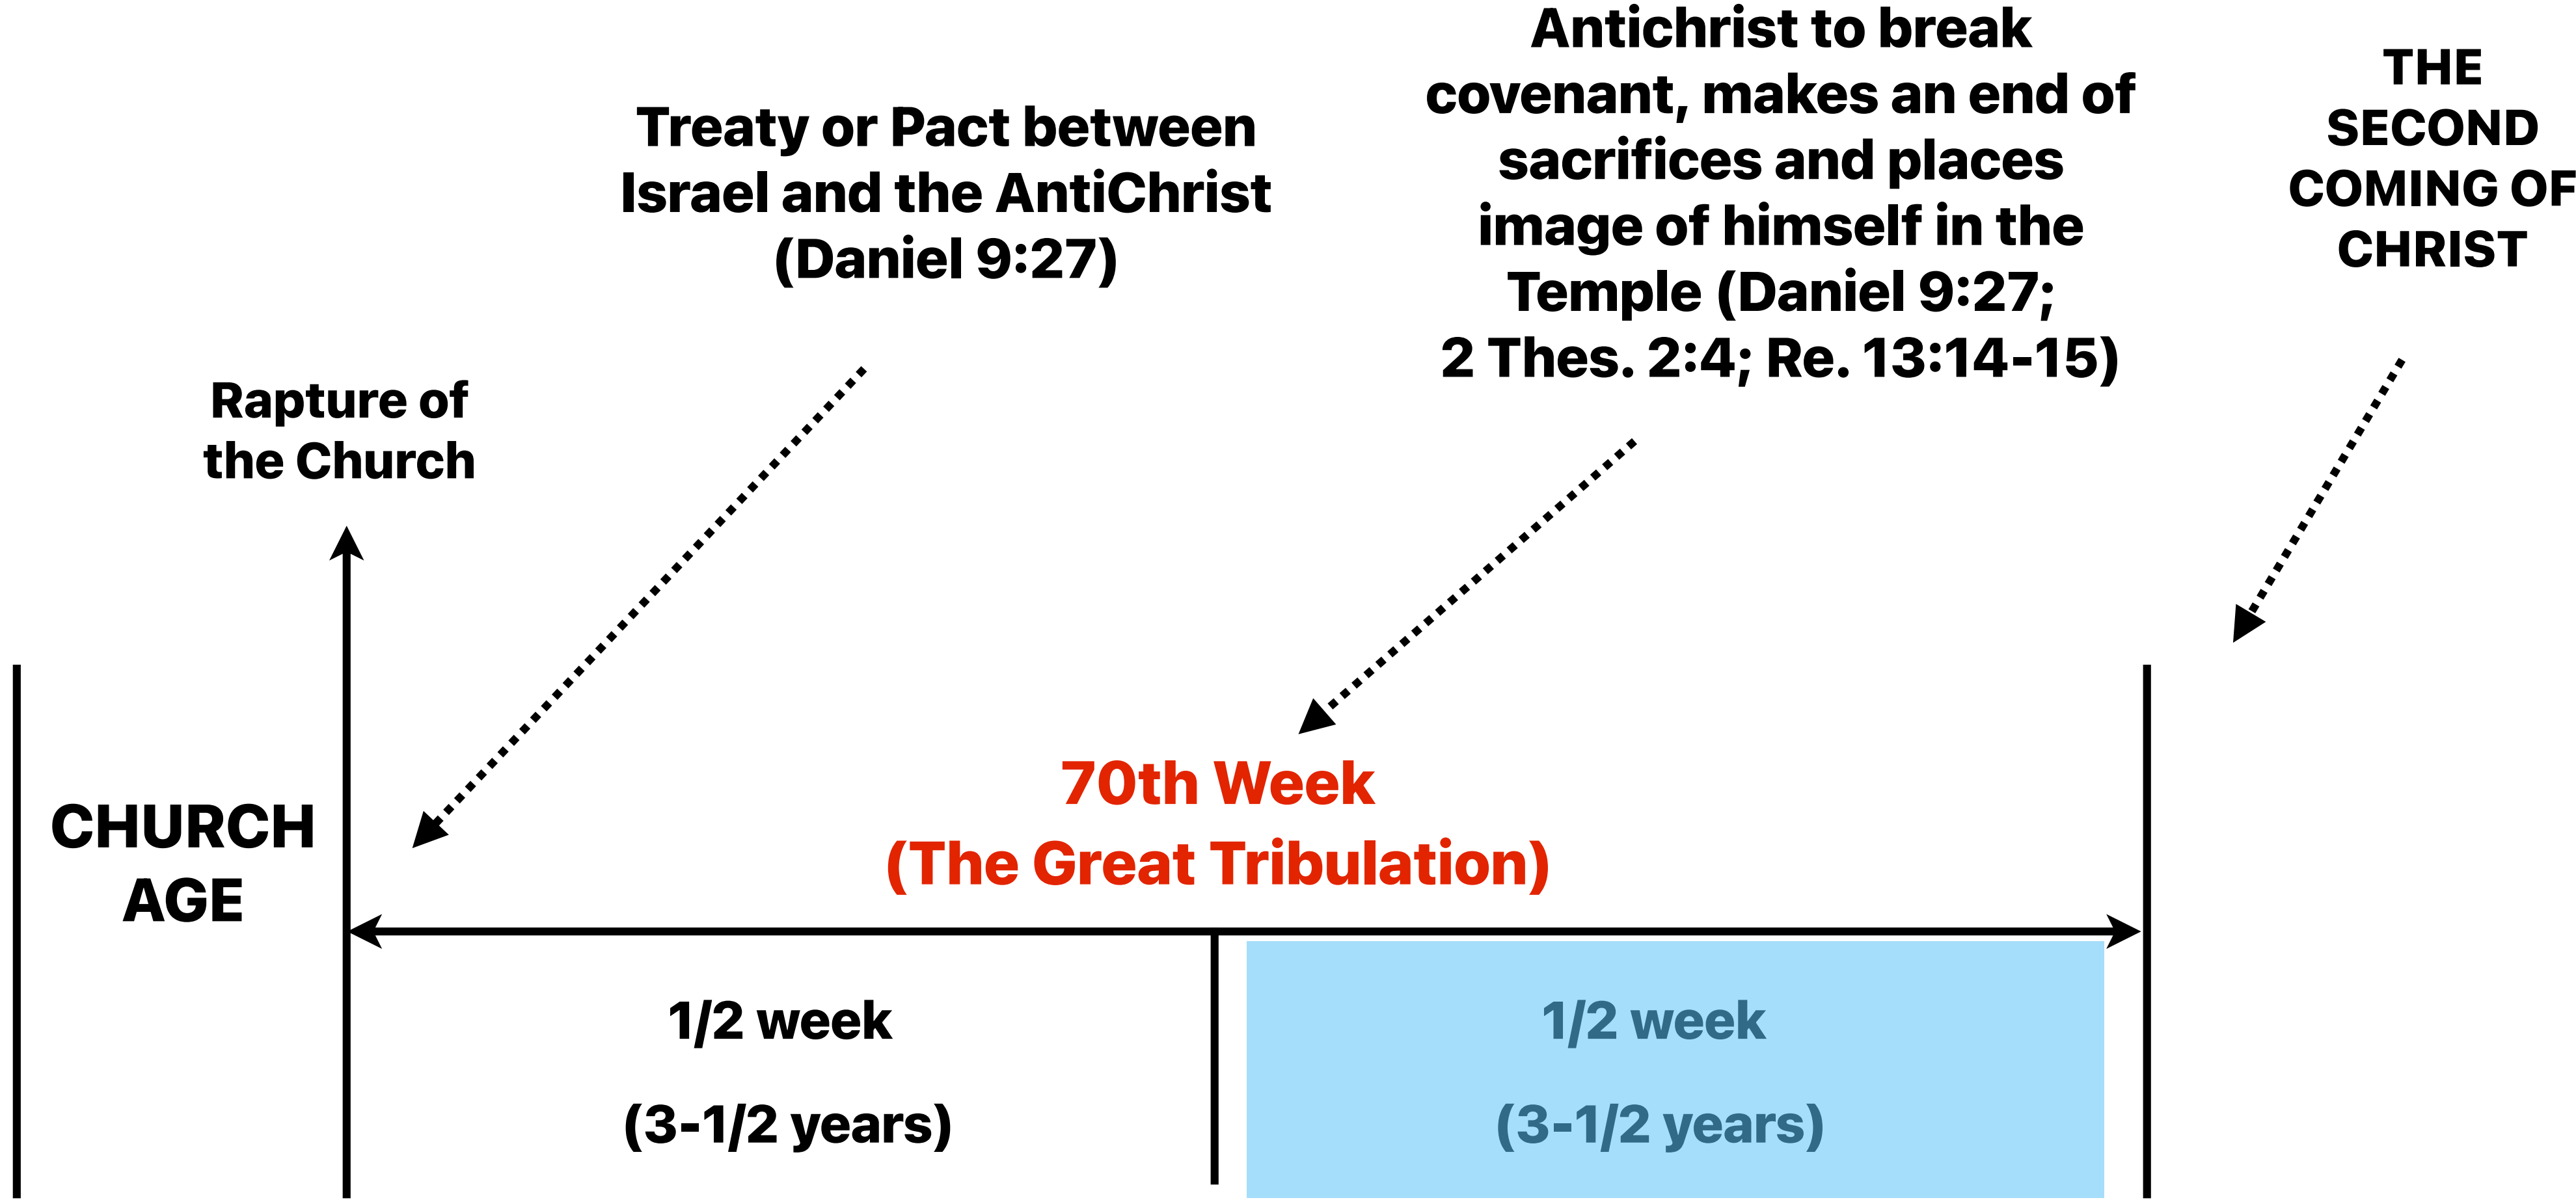 Rapture of
the Church
Treaty or Pact between
Israel and the AntiChrist
(Daniel 9:27)
Antichrist to break
covenant, makes an end of
sacrifices and places
image of himself in the
Temple (Daniel 9:27;
2 Thes. 2:4; Re. 13:14-15)
THE
SECOND
COMING OF
CHRIST
CHURCH
AGE
70th Week
(The Great Tribulation)
1/2 week
(3-1/2 years)
1/2 week
(3-1/2 years)